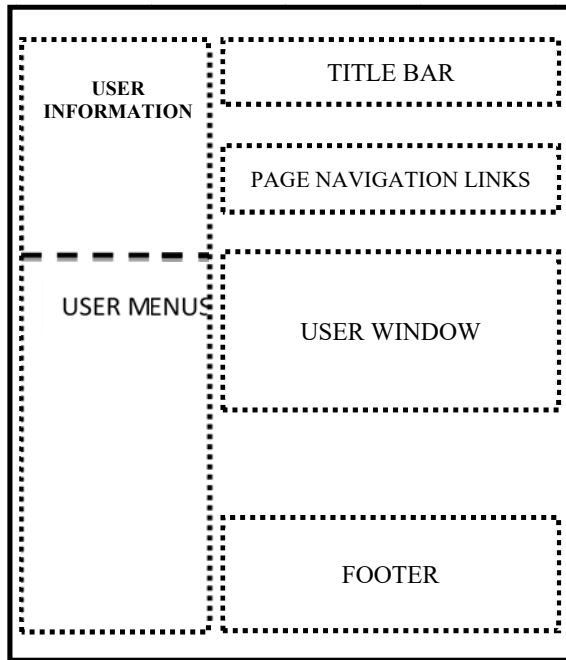 USER
INFORMATION
USER MENUS
TITLE BAR
PAGE NAVIGATION LINKS
USER WINDOW
FOOTER